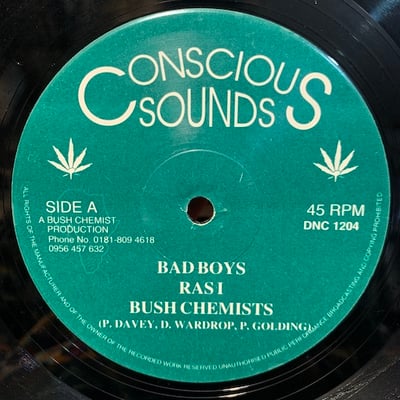 CONSCIOUS
SOUNDS
SIDE A
A BUSH CHEMIST
PRODUCTION
Phone No. 0181-809 4618
0956 457 632
45 RPM
DNC 1204
BAD BOYS
RAS I
BUSH CHEMISTS
(P. DAVEY, D. WARDROP, P. GOLDING)
ALL RIGHTS OF THE MANUFACTURER AND OF THE OWNER OF THE RECORDED WORK RESERVED UNAUTHORISED PUBLIC PERFORMANCE BROADCASTING AND COPYING PROHIBITED